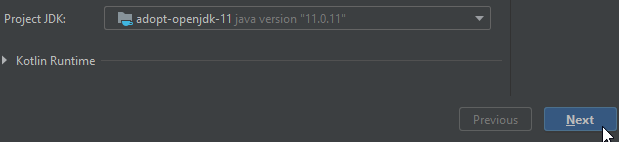 Project JDK: adopt-openjdk-11 java version "11.0.11"
Kotlin Runtime
Previous Next